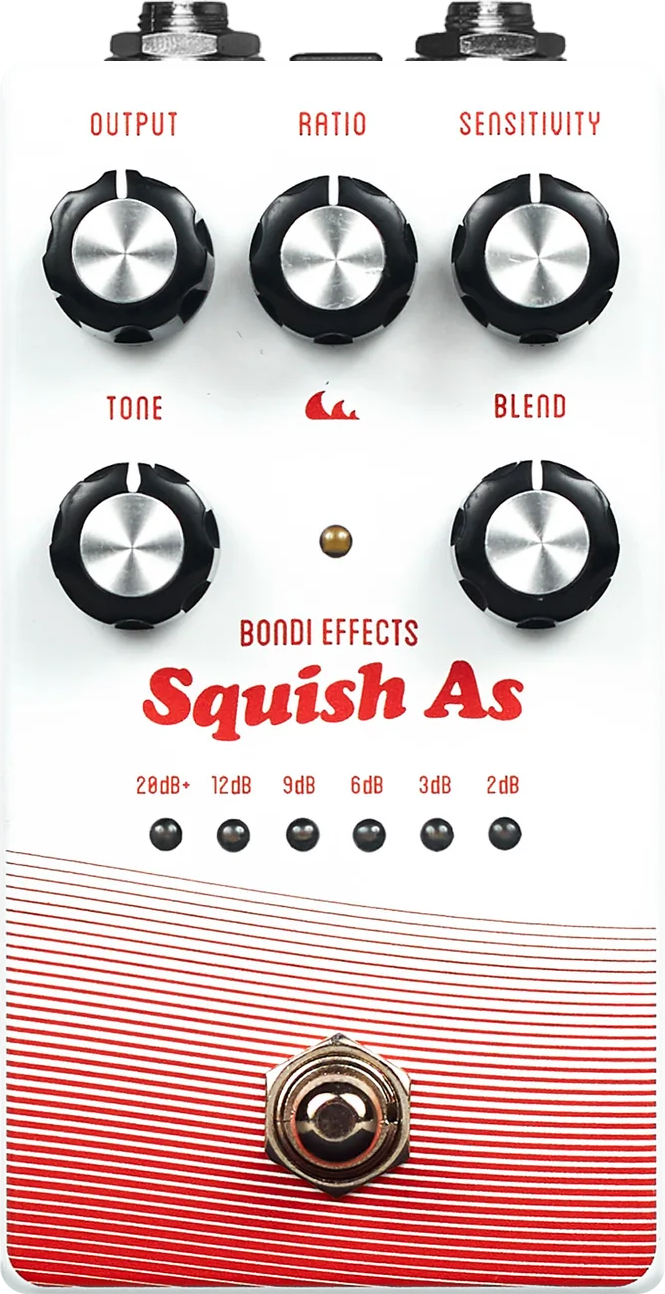 OUTPUT RATIO SENSITIVITY
TONE BLEND
BONDI EFFECTS
Squish As
20dB+ 12dB 9dB 6dB 3dB 2dB